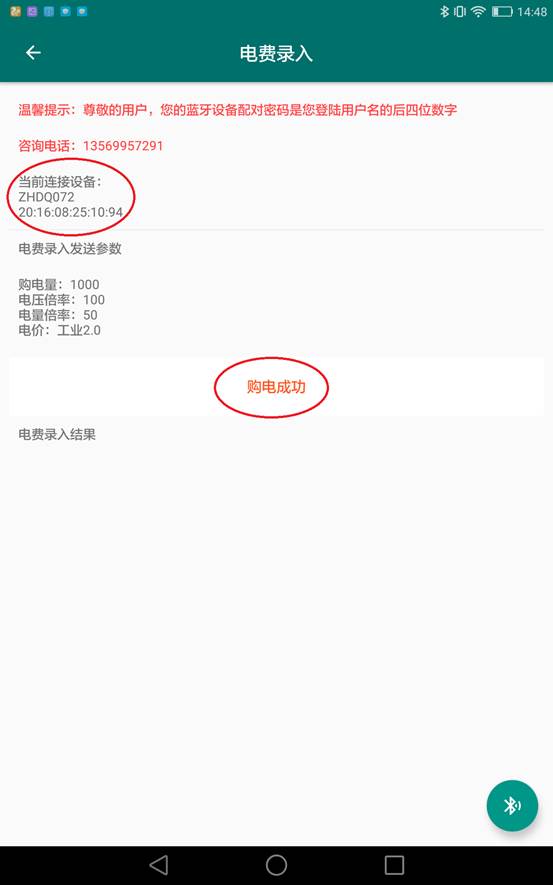 14:48
电费录入
温馨提示：尊敬的用户，您的蓝牙设备配对密码是您登陆用户名的后四位数字
咨询电话：13569957291
当前连接设备：
ZHDQ072
20:16:08:25:10:94
电费录入发送参数
购电量：1000
电压倍率：100
电量倍率：50
电价：工业2.0
购电成功
电费录入结果